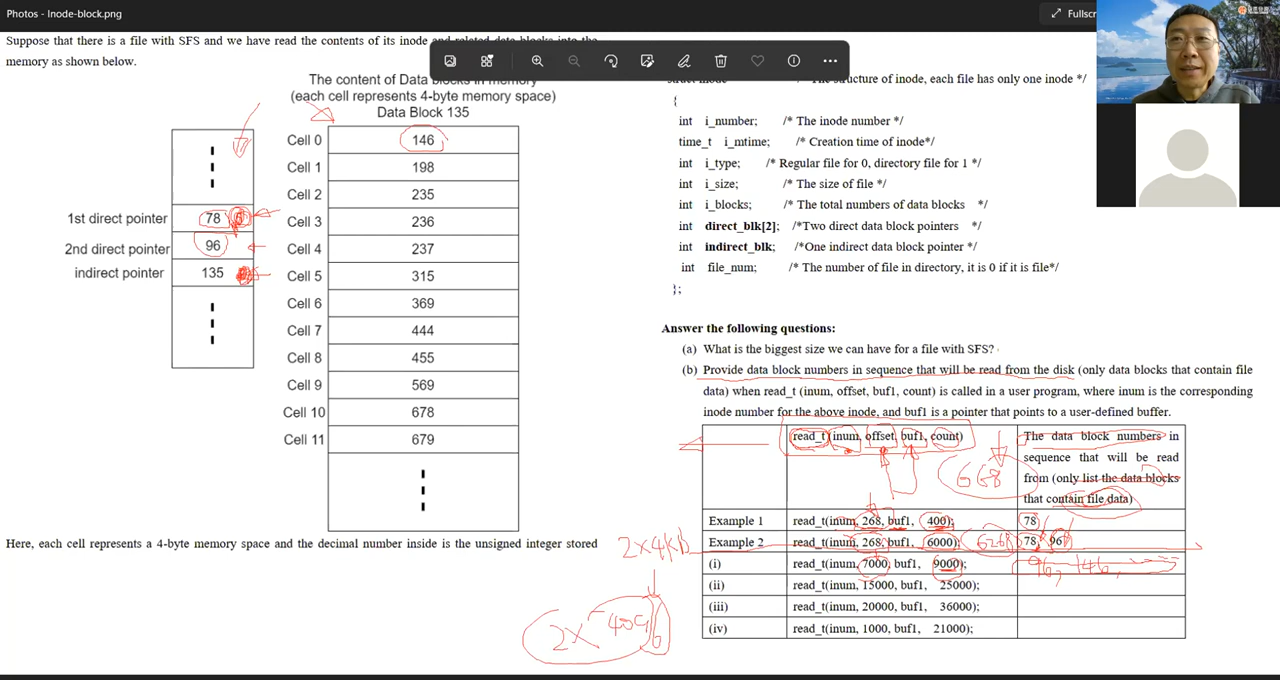 Photos - Inode-block.png
Fullscr
Suppose that there is a file with SFS and we have read the contents of its inode and related data blocks into the
memory as shown below.
The content of Data blocks in memory
(each cell represents 4-byte memory space)
Data Block 135
Cell 0 146
Cell 1 198
Cell 2 235
1st direct pointer 78 Cell 3 236
2nd direct pointer 96 Cell 4 237
indirect pointer 135 Cell 5 315
Cell 6 369
Cell 7 444
Cell 8 455
Cell 9 569
Cell 10 678
Cell 11 679
Here, each cell represents a 4-byte memory space and the decimal number inside is the unsigned integer stored
struct inode /* The structure of inode, each file has only one inode */
{
int i_number; /* The inode number */
time_t i_mtime; /* Creation time of inode*/
int i_type; /* Regular file for 0, directory file for 1 */
int i_size; /* The size of file */
int i_blocks; /* The total numbers of data blocks */
int direct_blk[2]; /*Two direct data block pointers */
int indirect_blk; /*One indirect data block pointer */
int file_num; /* The number of file in directory, it is 0 if it is file*/
};
Answer the following questions:
(a) What is the biggest size we can have for a file with SFS?
(b) Provide data block numbers in sequence that will be read from the disk (only data blocks that contain file
data) when read_t (inum, offset, buf1, count) is called in a user program, where inum is the corresponding
inode number for the above inode, and buf1 is a pointer that points to a user-defined buffer.
read_t(inum, offset, buf1, count) The data block numbers in
sequence that will be read
from (only list the data blocks
that contain file data)
668
Example 1 read_t(inum, 268, buf1, 400); 78
Example 2 read_t(inum, 268, buf1, 6000); 6268 78, 96
(i) read_t(inum, 7000, buf1, 9000); 96, 146,
(ii) read_t(inum, 15000, buf1, 25000);
(iii) read_t(inum, 20000, buf1, 36000);
(iv) read_t(inum, 1000, buf1, 21000);
2x4KB
2x4096